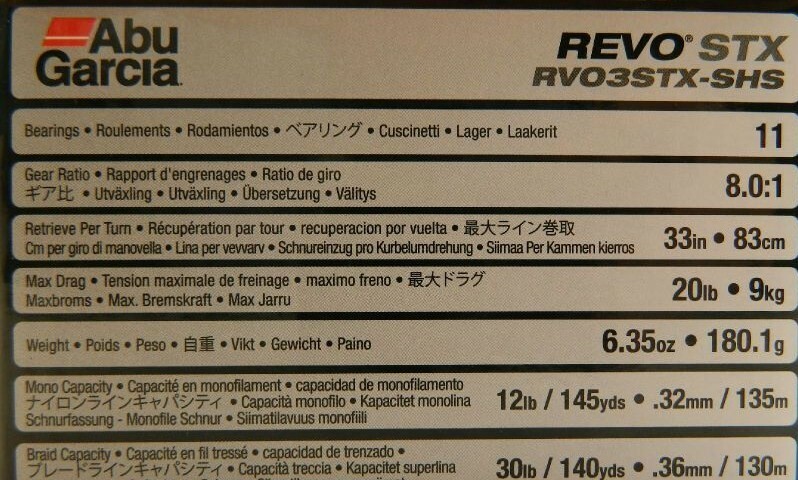 Abu
Garcia
REVO® STX
RVO3STX-SHS
Bearings • Roulements • Rodamientos • ベアリング • Cuscinetti • Lager • Laakerit
11
Gear Ratio • Rapport d'engrenages • Ratio de giro
ギア比 • Utväxling • Utväxling • Übersetzung • Välitys
8.0:1
Retrieve Per Turn • Récupération par tour • recuperacion por vuelta • 最大ライン巻取
Cm per giro di manovella • Lina per vevvarv • Schnureinzug pro Kurbelumdrehung • Siimaa Per Kammen kierros
33in • 83cm
Max Drag • Tension maximale de freinage • maximo freno • 最大ドラグ
Maxbroms • Max. Bremskraft • Max Jarru
20lb • 9kg
Weight • Poids • Peso • 自重 • Vikt • Gewicht • Paino
6.35oz • 180.1g
Mono Capacity • Capacité en monofilament • capacidad de monofilamento
ナイロンラインキャパシティ • Capacità monofilo • Kapacitet monolina
Schnurfassung - Monofile Schnur • Siimatilavuus monofiili
12lb / 145yds • .32mm / 135m
Braid Capacity • Capacité en fil tressé • capacidad de trenzado •
ブレードラインキャパシティ • Capacità treccia • Kapacitet superlina
30lb / 140yds • .36mm / 130m